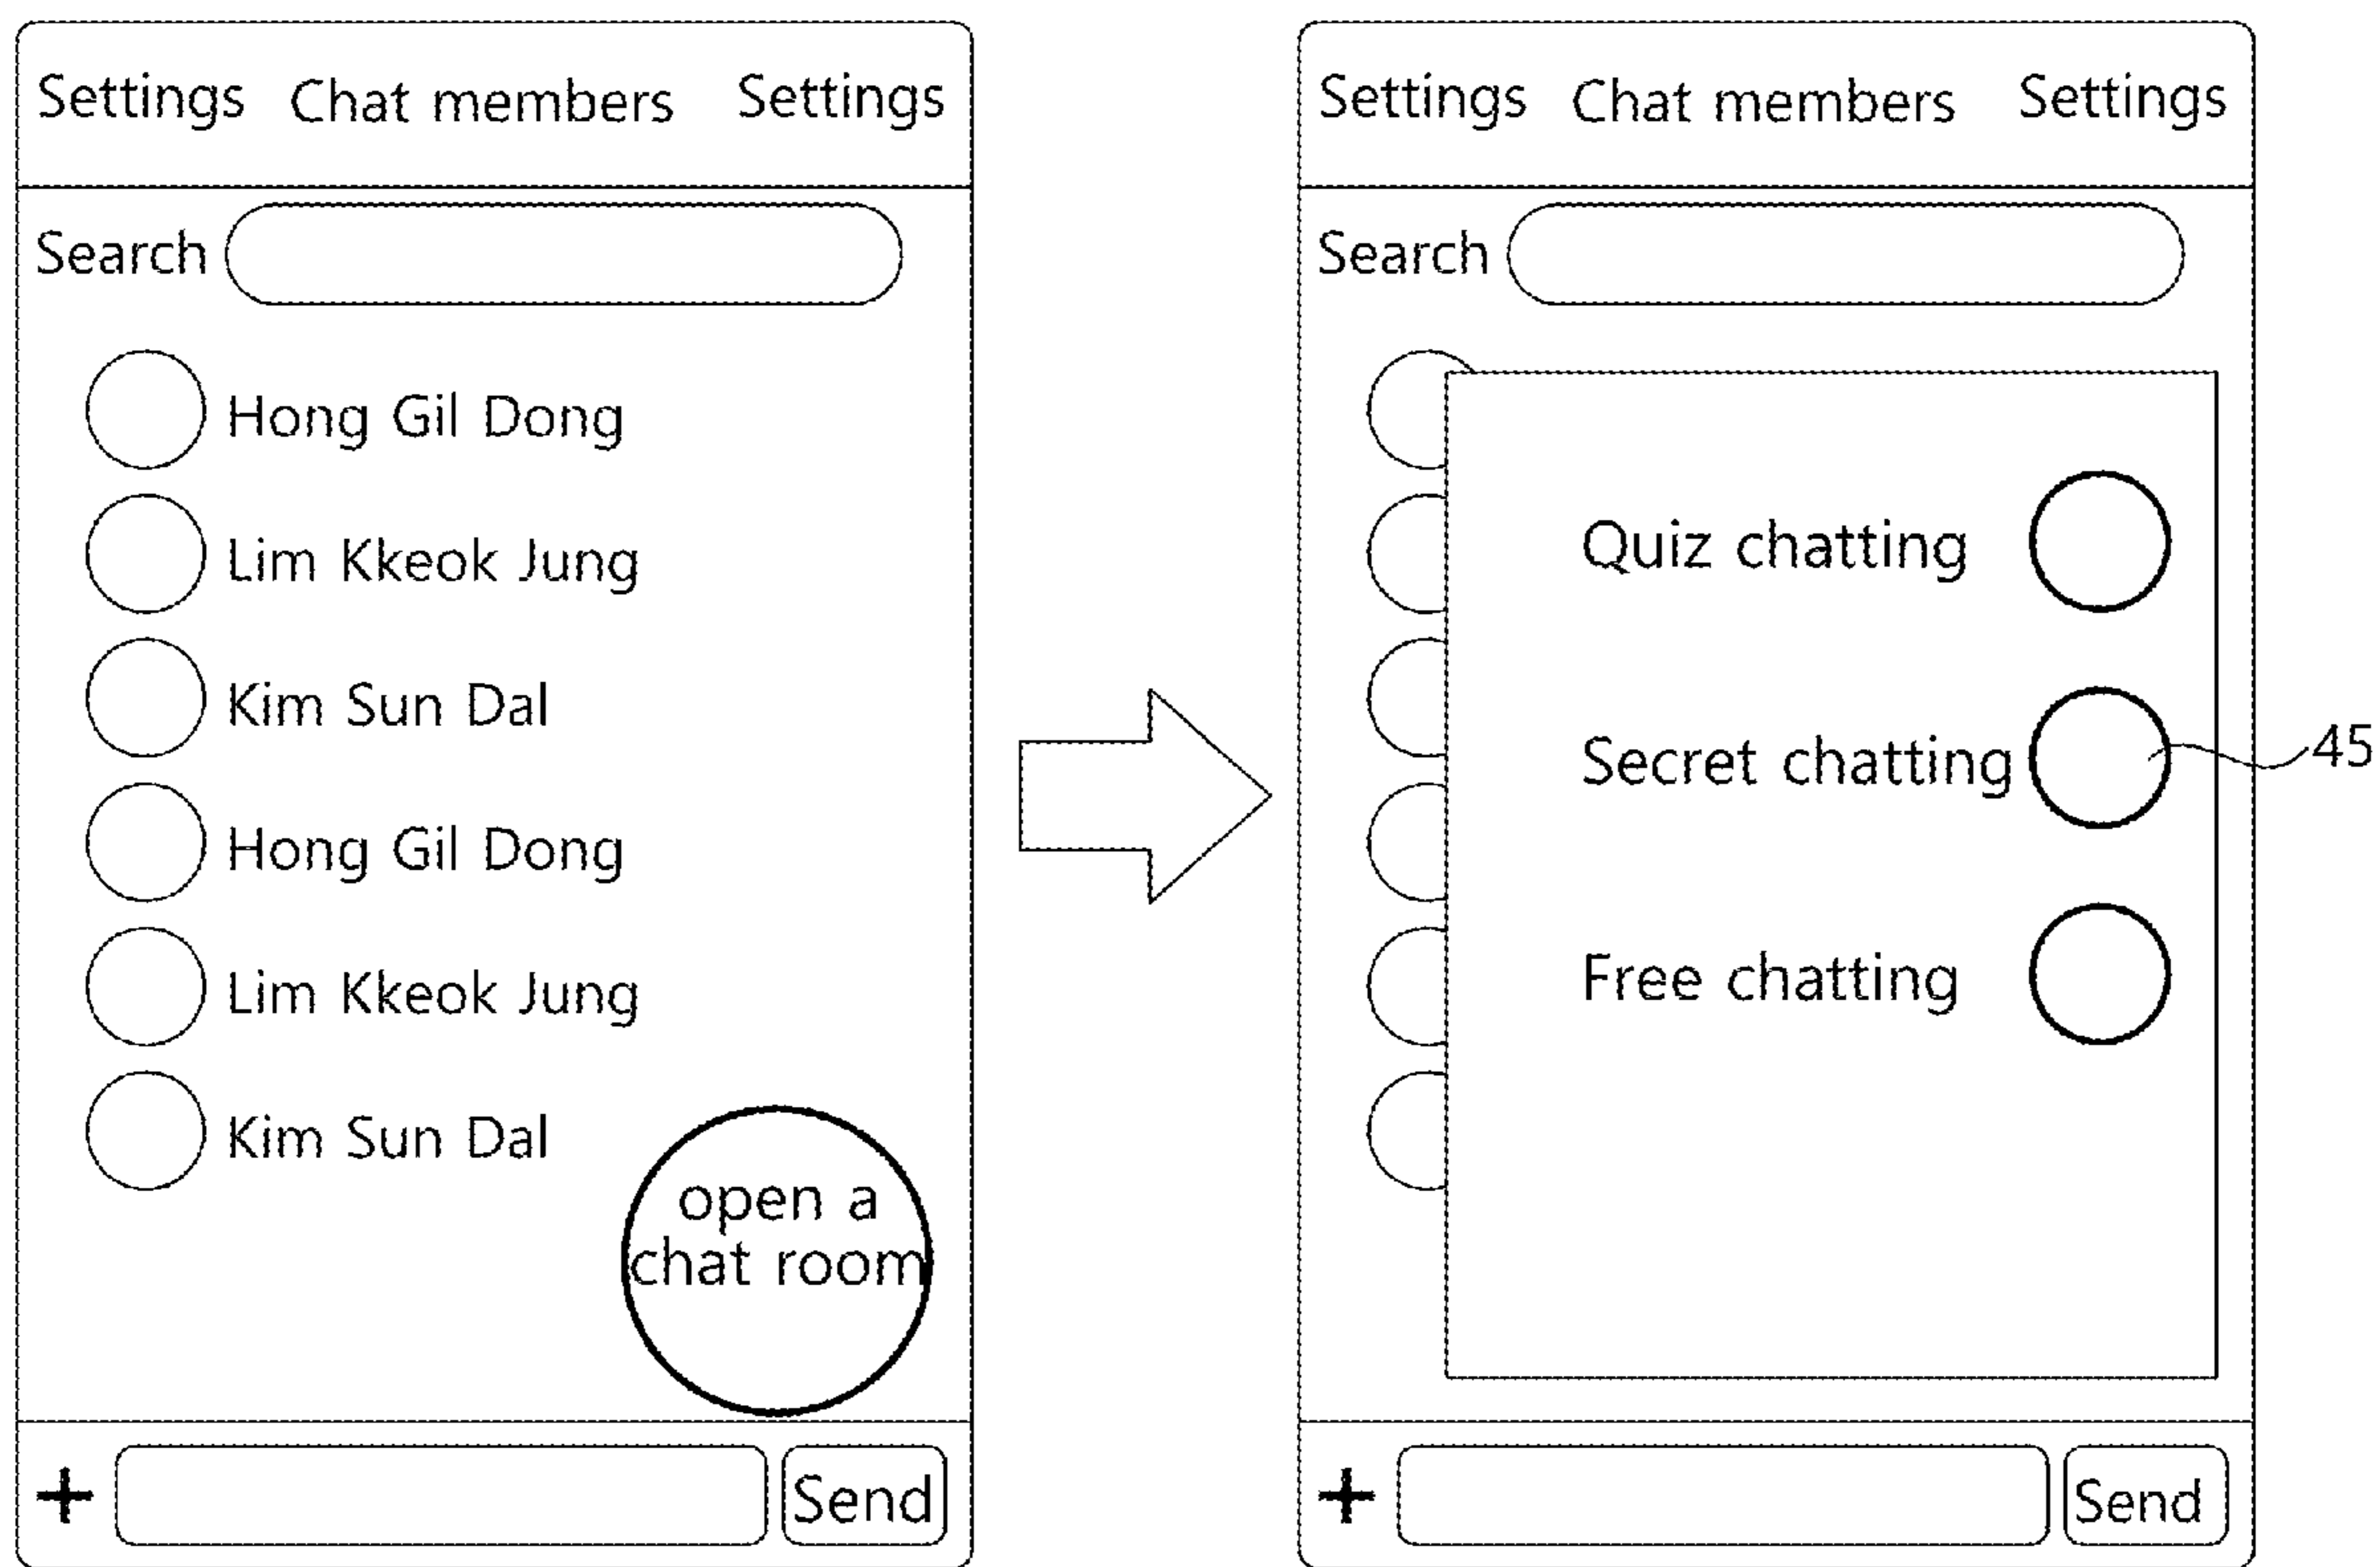 Settings Chat members Settings
Search
Hong Gil Dong
Lim Kkeok Jung
Kim Sun Dal
Hong Gil Dong
Lim Kkeok Jung
Kim Sun Dal
open a
chat room
+ Send
Settings Chat members Settings
Search
Quiz chatting
Secret chatting
45
Free chatting
+ Send